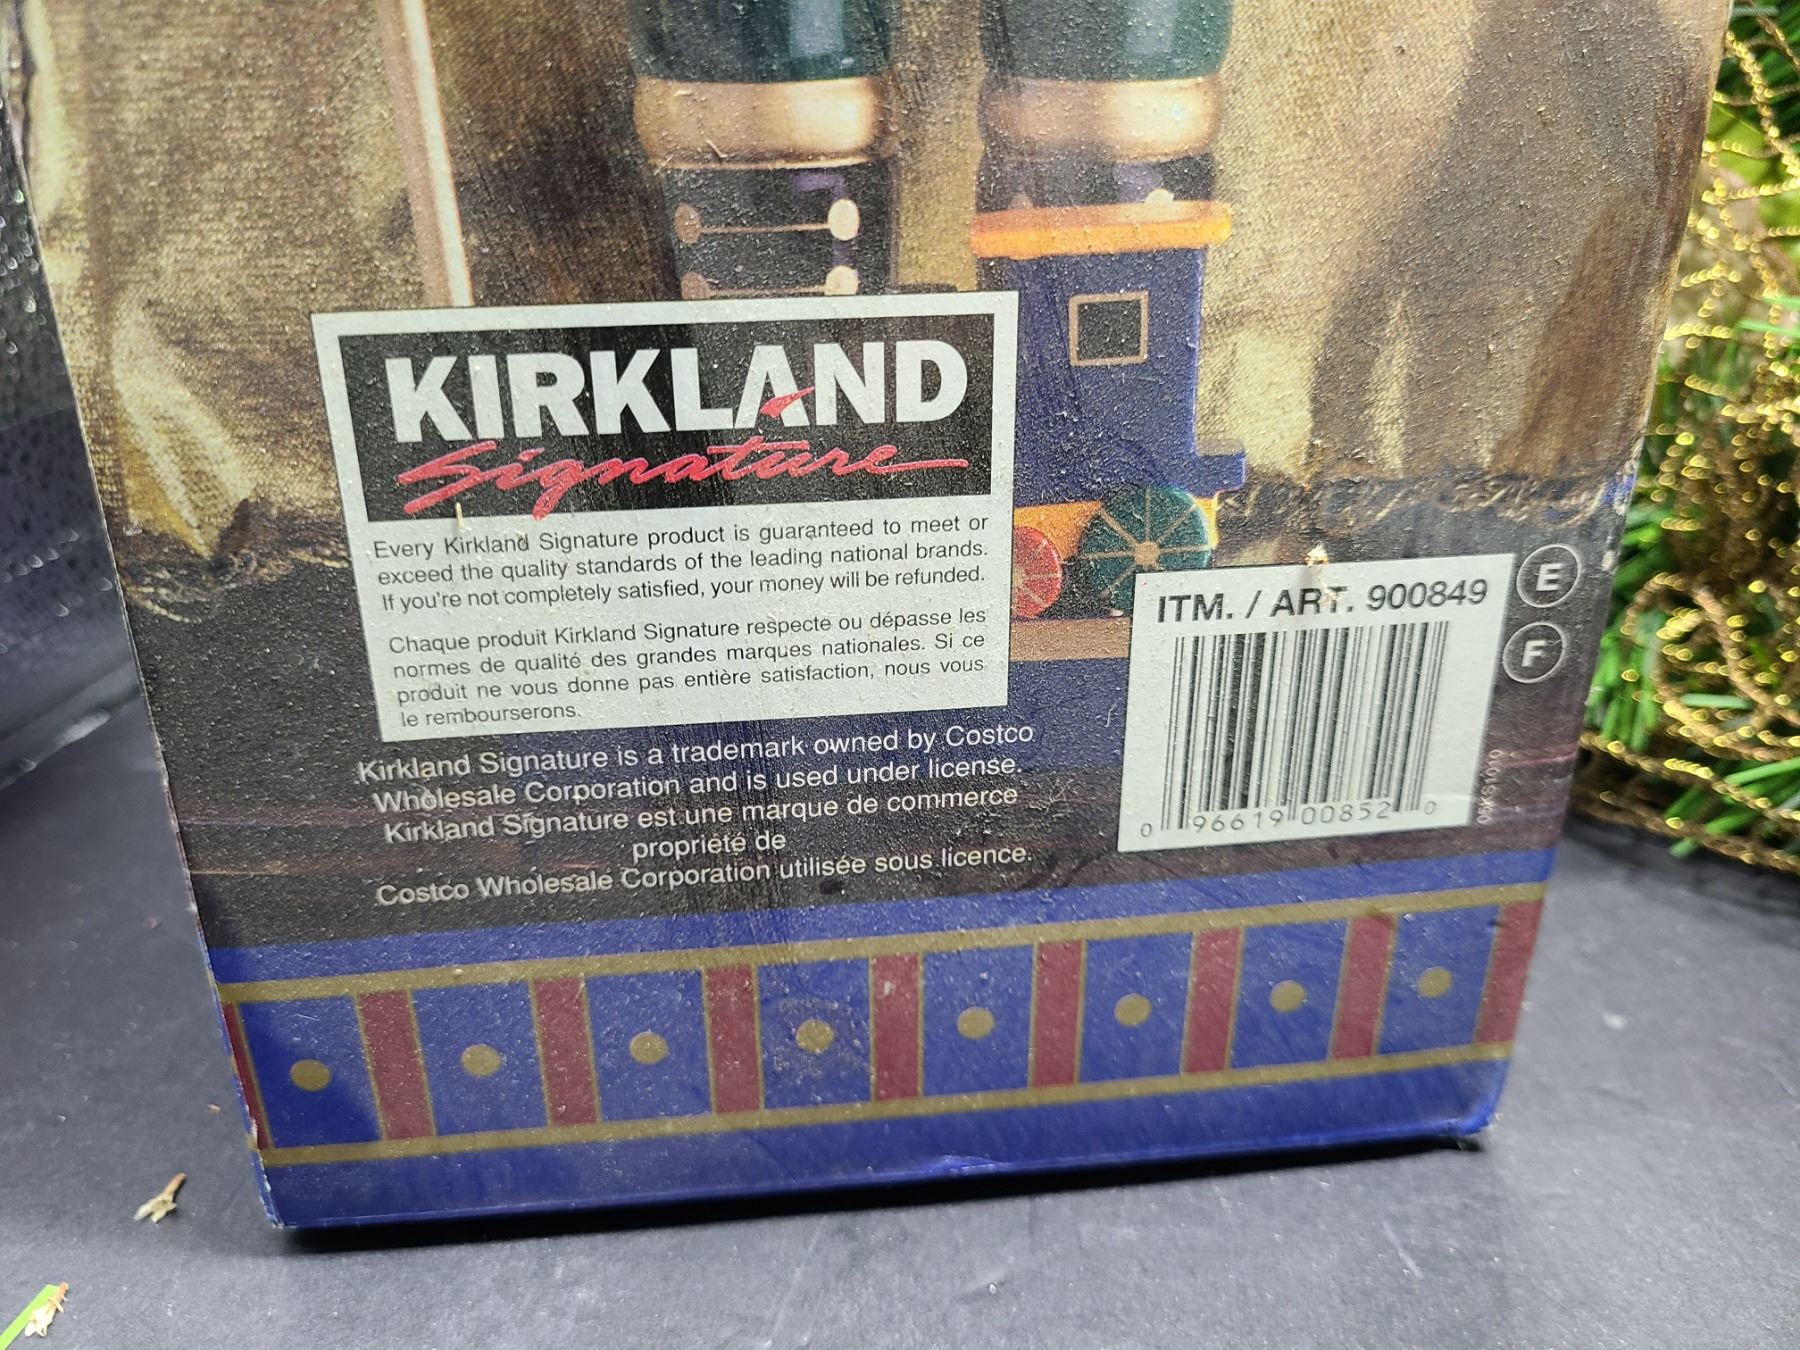 KIRKLAND
Signature
Every Kirkland Signature product is guaranteed to meet or
exceed the quality standards of the leading national brands.
If you're not completely satisfied, your money will be refunded.
Chaque produit Kirkland Signature respecte ou dépasse les
normes de qualité des grandes marques nationales. Si ce
produit ne vous donne pas entière satisfaction, nous vous
le rembourserons.
Kirkland Signature is a trademark owned by Costco
Wholesale Corporation and is used under license.
Kirkland Signature est une marque de commerce
propriété de
Costco Wholesale Corporation utilisée sous licence.
ITM. / ART. 900849
0 96619 00852 0
E
F